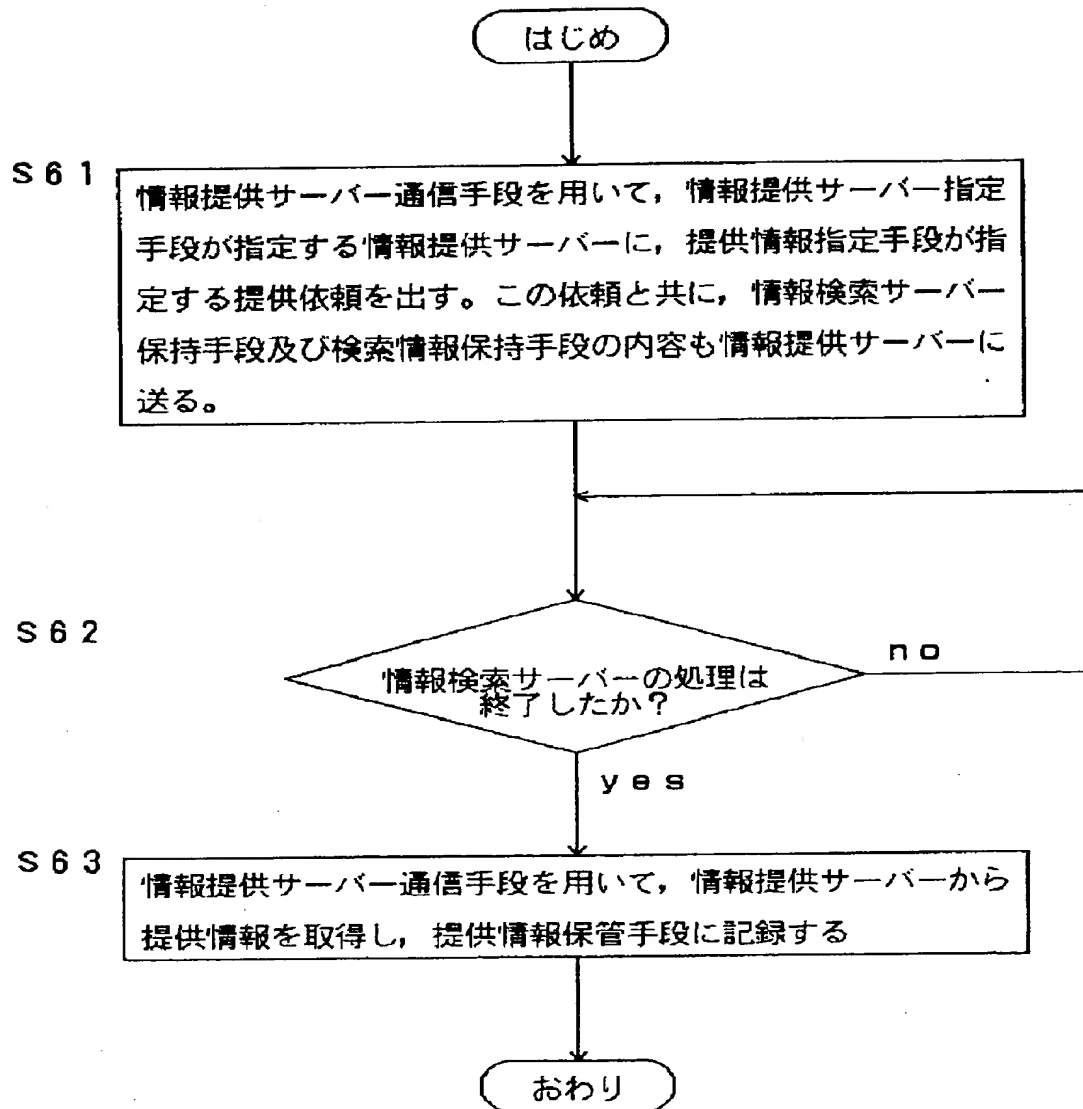 はじめ
S61
情報提供サーバー通信手段を用いて，情報提供サーバー指定
手段が指定する情報提供サーバーに，提供情報指定手段が指
定する提供依頼を出す。この依頼と共に，情報検索サーバー
保持手段及び検索情報保持手段の内容も情報提供サーバーに
送る。
S62
情報検索サーバーの処理は
終了したか？
no
yes
S63
情報提供サーバー通信手段を用いて，情報提供サーバーから
提供情報を取得し，提供情報保管手段に記録する
おわり